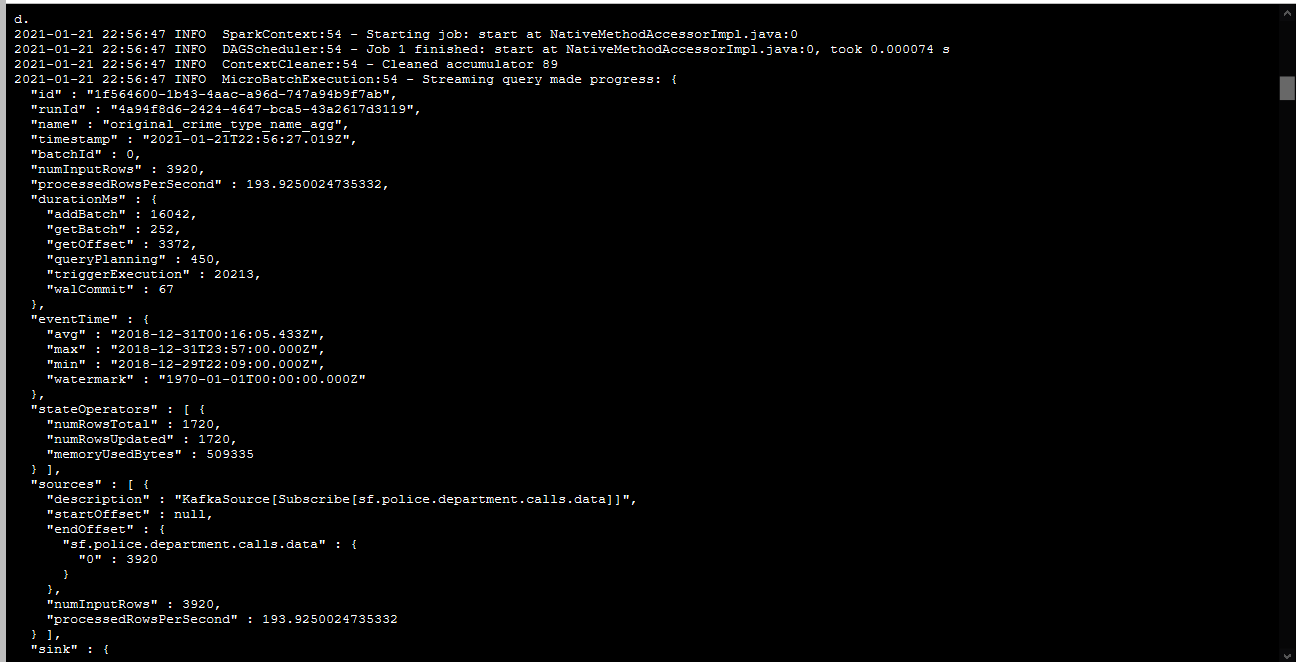 d.
2021-01-21 22:56:47 INFO  SparkContext:54 - Starting job: start at NativeMethodAccessorImpl.java:0
2021-01-21 22:56:47 INFO  DAGScheduler:54 - Job 1 finished: start at NativeMethodAccessorImpl.java:0, took 0.000074 s
2021-01-21 22:56:47 INFO  ContextCleaner:54 - Cleaned accumulator 89
2021-01-21 22:56:47 INFO  MicroBatchExecution:54 - Streaming query made progress: {
  "id" : "1f564600-1b43-4aac-a96d-747a94b9f7ab",
  "runId" : "4a94f8d6-2424-4647-bca5-43a2617d3119",
  "name" : "original_crime_type_name_agg",
  "timestamp" : "2021-01-21T22:56:27.019Z",
  "batchId" : 0,
  "numInputRows" : 3920,
  "processedRowsPerSecond" : 193.9250024735332,
  "durationMs" : {
    "addBatch" : 16042,
    "getBatch" : 252,
    "getOffset" : 3372,
    "queryPlanning" : 450,
    "triggerExecution" : 20213,
    "walCommit" : 67
  },
  "eventTime" : {
    "avg" : "2018-12-31T00:16:05.433Z",
    "max" : "2018-12-31T23:57:00.000Z",
    "min" : "2018-12-29T22:09:00.000Z",
    "watermark" : "1970-01-01T00:00:00.000Z"
  },
  "stateOperators" : [ {
    "numRowsTotal" : 1720,
    "numRowsUpdated" : 1720,
    "memoryUsedBytes" : 509335
  } ],
  "sources" : [ {
    "description" : "KafkaSource[Subscribe[sf.police.department.calls.data]]",
    "startOffset" : null,
    "endOffset" : {
      "sf.police.department.calls.data" : {
        "0" : 3920
      }
    },
    "numInputRows" : 3920,
    "processedRowsPerSecond" : 193.9250024735332
  } ],
  "sink" : {